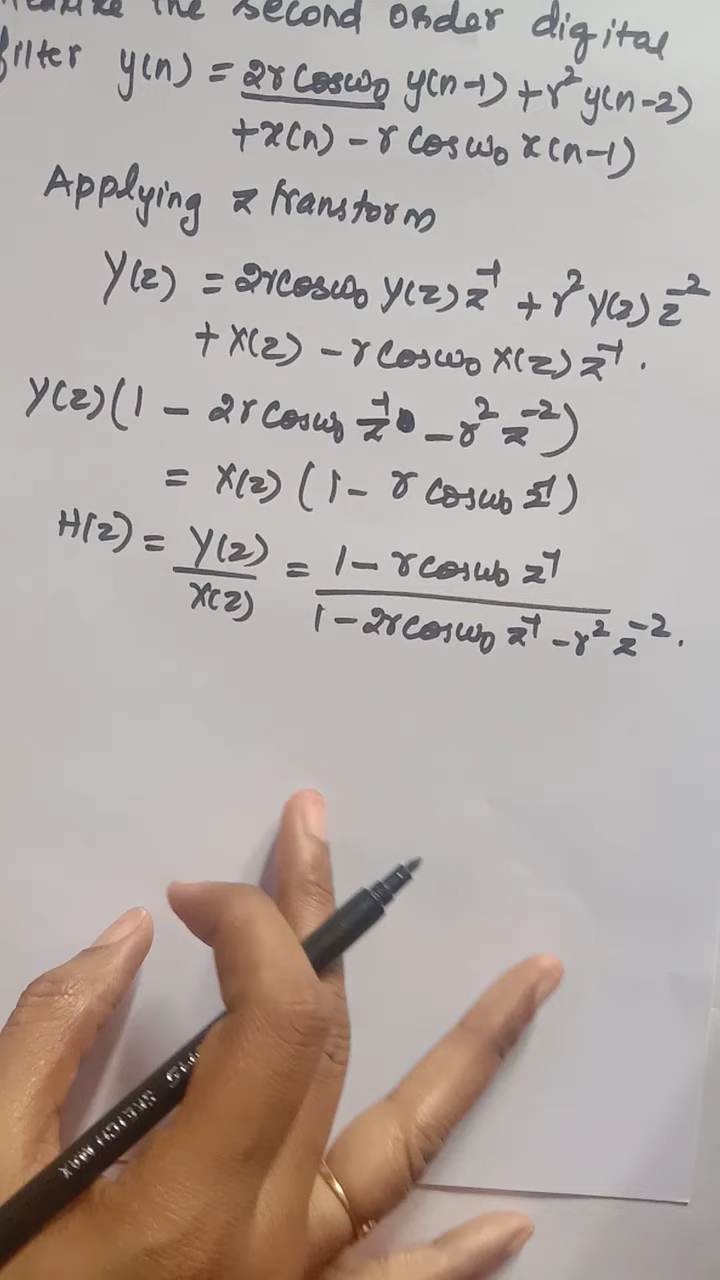 the second order digital
filter y(n) = 2r cosω₀ y(n-1) + r² y(n-2)
+ x(n) - r cosω₀ x(n-1)
Applying z transform
Y(z) = 2r cosω₀ Y(z) z⁻¹ + r² Y(z) z⁻²
+ X(z) - r cosω₀ X(z) z⁻¹.
Y(z) (1 - 2r cosω₀ z⁻¹ - r² z⁻²)
= X(z) (1 - r cosω₀ z⁻¹)
H(z) = Y(z)/X(z) = 1 - r cosω₀ z⁻¹ / 1 - 2r cosω₀ z⁻¹ - r² z⁻².